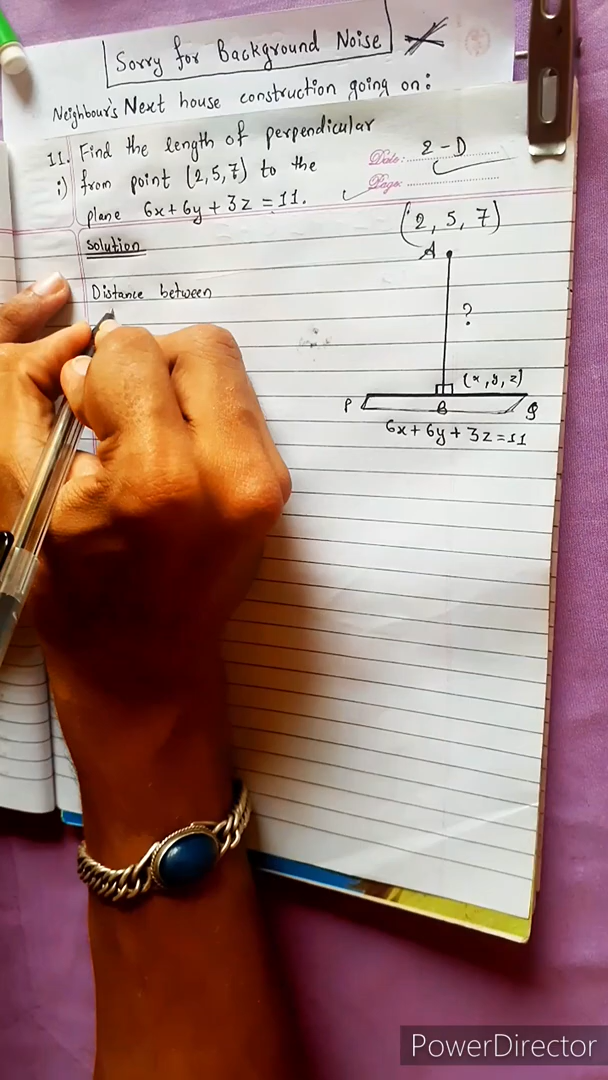 Sorry for Background Noise
Neighbour's Next house construction going on:
11. Find the length of perpendicular
i) from point (2,5,7) to the
plane 6x+6y+3z=11.
Date: 2-D
Page:
solution
(2, 5, 7)
A
Distance between
?
(x, y, z)
P B Q
6x+6y+3z=11
PowerDirector